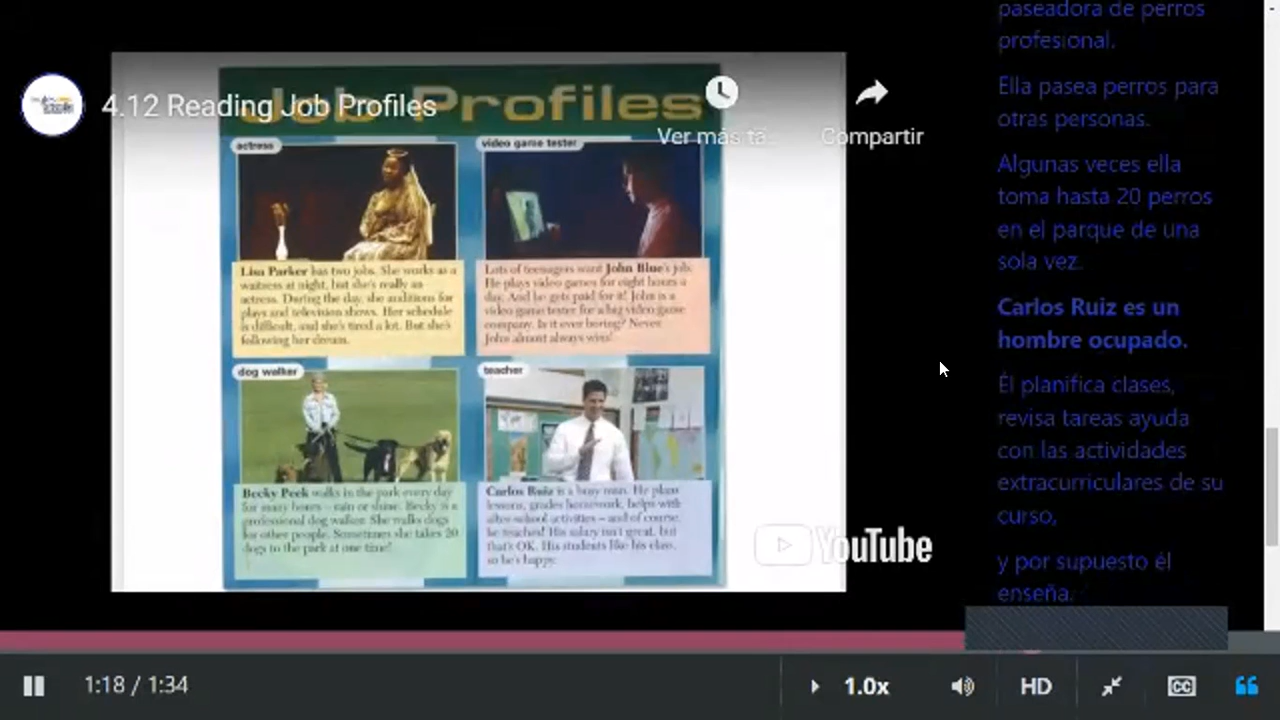 4.12 Reading Job Profiles
Ver más ta...
Compartir
Job Profiles
actress
Lisa Parker has two jobs. She works as a
waitress at night, but she's really an
actress. During the day, she auditions for
plays and television shows. Her schedule
is difficult, and she's tired a lot. But she's
following her dream.
video game tester
Lots of teenagers want John Blue's job.
He plays video games for eight hours a
day. And he gets paid for it! John is a
video game tester for a big video game
company. Is it ever boring? Never.
John almost always wins!
dog walker
Becky Peck walks in the park every day
for many hours – rain or shine. Becky is a
professional dog walker. She walks dogs
for other people. Sometimes she takes 20
dogs to the park at one time!
teacher
Carlos Ruiz is a busy man. He plans
lessons, grades homework, helps with
after-school activities – and of course,
he teaches! His salary isn't great, but
that's OK. His students like his class,
so he's happy.
YouTube
paseadora de perros
profesional.
Ella pasea perros para
otras personas.
Algunas veces ella
toma hasta 20 perros
en el parque de una
sola vez.
Carlos Ruiz es un
hombre ocupado.
Él planifica clases,
revisa tareas ayuda
con las actividades
extracurriculares de su
curso,
y por supuesto él
enseña.
1:18 / 1:34
1.0x
HD
CC